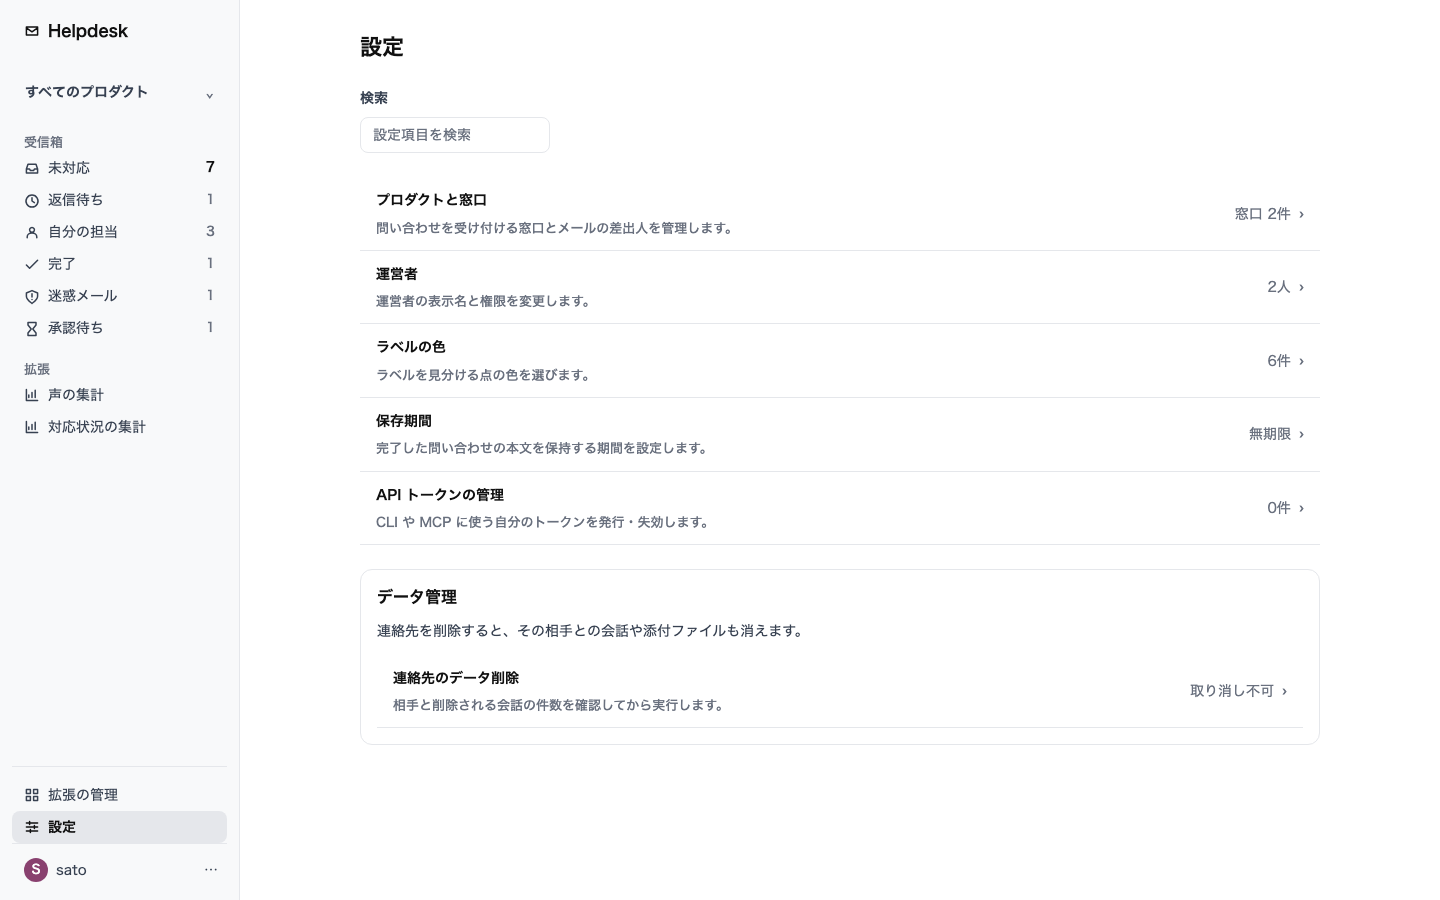 Helpdesk
すべてのプロダクト
受信箱
未対応 7
返信待ち 1
自分の担当 3
完了 1
迷惑メール 1
承認待ち 1
拡張
声の集計
対応状況の集計
拡張の管理
設定
S sato ···
設定
検索
設定項目を検索
プロダクトと窓口
問い合わせを受け付ける窓口とメールの差出人を管理します。
窓口 2件 ›
運営者
運営者の表示名と権限を変更します。
2人 ›
ラベルの色
ラベルを見分ける点の色を選びます。
6件 ›
保存期間
完了した問い合わせの本文を保持する期間を設定します。
無期限 ›
API トークンの管理
CLI や MCP に使う自分のトークンを発行・失効します。
0件 ›
データ管理
連絡先を削除すると、その相手との会話や添付ファイルも消えます。
連絡先のデータ削除
相手と削除される会話の件数を確認してから実行します。
取り消し不可 ›